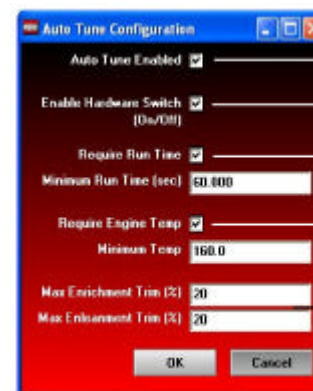 Auto Tune Configuration
Auto Tune Enabled
Enable Hardware Switch
(On/Off)
Require Run Time
Minimum Run Time (sec) 60.000
Require Engine Temp
Minimum Temp 160.0
Max Enrichment Trim (%) 20
Max Enleanment Trim (%) 20
OK Cancel